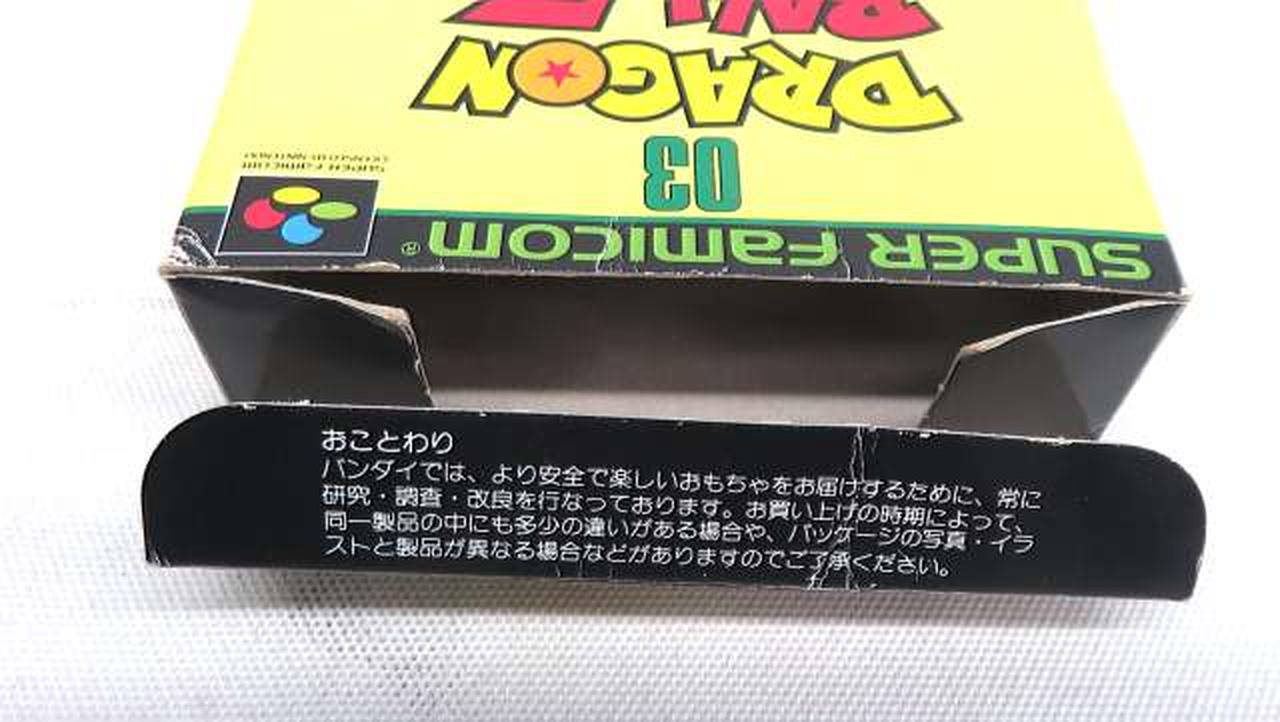 DRAGON
03
SUPER FAMICOM
SUPER Famicom®
おことわり
バンダイでは、より安全で楽しいおもちゃをお届けするために、常に
研究・調査・改良を行なっております。お買い上げの時期によって、
同一製品の中にも多少の違いがある場合や、パッケージの写真・イラ
ストと製品が異なる場合などがありますのでご了承ください。